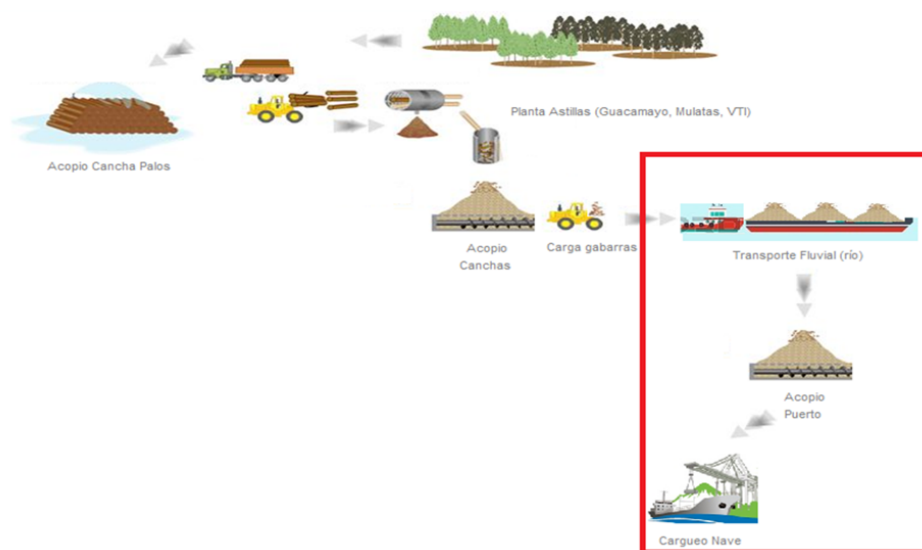 Planta Astillas (Guacamayo, Mulatas, VTI)
Acopio Cancha Palos
Acopio
Canchas
Carga gabarras
Transporte Fluvial (río)
Acopio
Puerto
Cargueo Nave